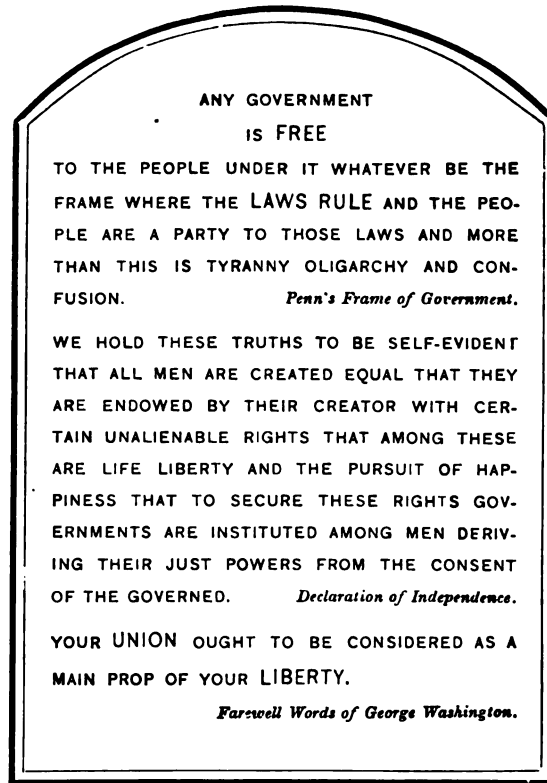 ANY GOVERNMENT
IS FREE
TO THE PEOPLE UNDER IT WHATEVER BE THE
FRAME WHERE THE LAWS RULE AND THE PEO-
PLE ARE A PARTY TO THOSE LAWS AND MORE
THAN THIS IS TYRANNY OLIGARCHY AND CON-
FUSION. Penn's Frame of Government.
WE HOLD THESE TRUTHS TO BE SELF-EVIDENT
THAT ALL MEN ARE CREATED EQUAL THAT THEY
ARE ENDOWED BY THEIR CREATOR WITH CER-
TAIN UNALIENABLE RIGHTS THAT AMONG THESE
ARE LIFE LIBERTY AND THE PURSUIT OF HAP-
PINESS THAT TO SECURE THESE RIGHTS GOV-
ERNMENTS ARE INSTITUTED AMONG MEN DERIV-
ING THEIR JUST POWERS FROM THE CONSENT
OF THE GOVERNED. Declaration of Independence.
YOUR UNION OUGHT TO BE CONSIDERED AS A
MAIN PROP OF YOUR LIBERTY.
Farewell Words of George Washington.